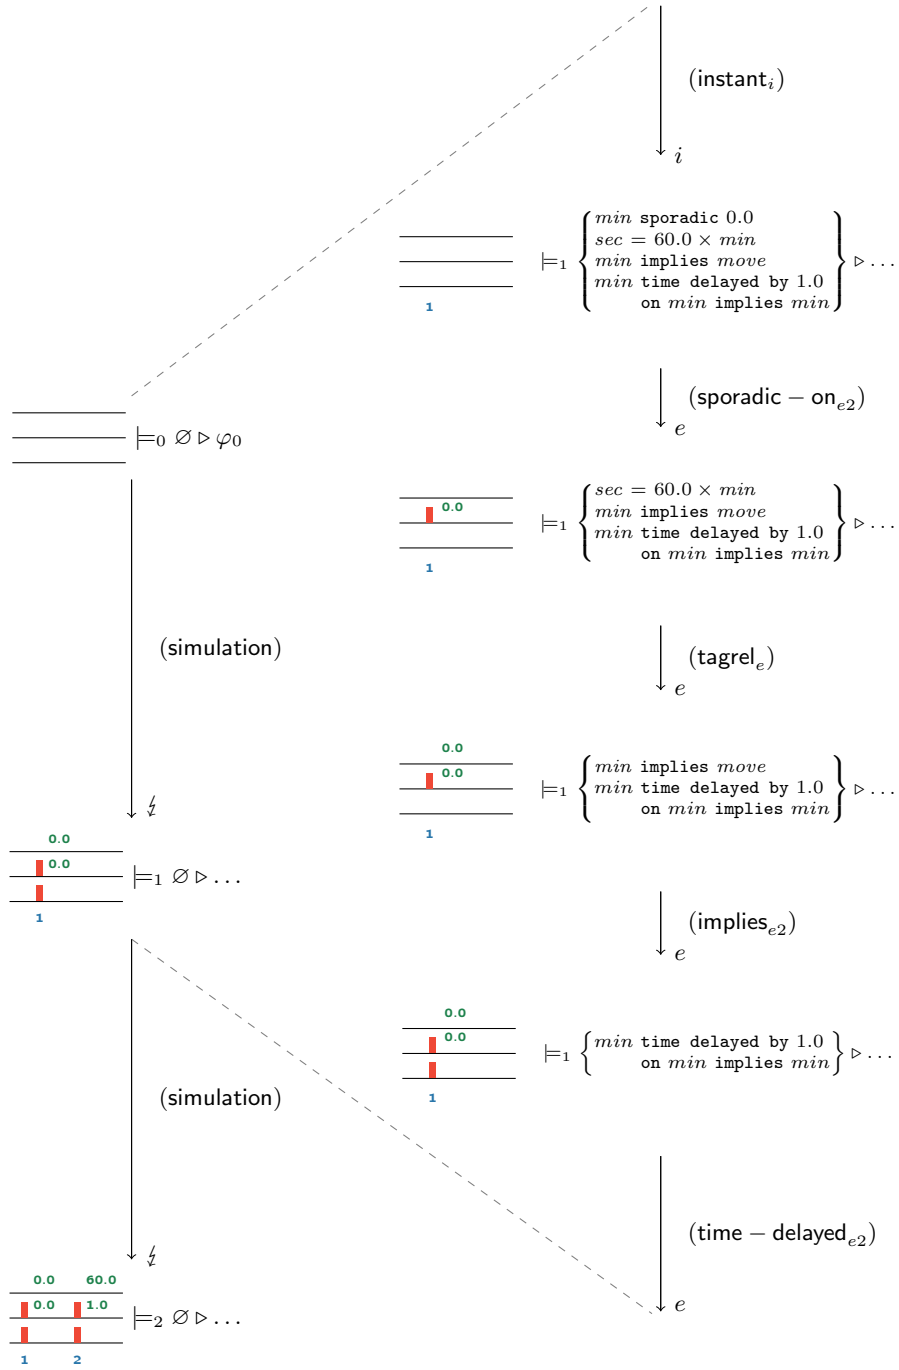 (instant_i)
i
min sporadic 0.0
sec = 60.0 × min
⊨₁ min implies move ▷ ...
min time delayed by 1.0
on min implies min
1
(sporadic − on_e2)
e
⊨₀ ∅ ▷ φ₀
sec = 60.0 × min
0.0
min implies move
⊨₁ min time delayed by 1.0 ▷ ...
on min implies min
1
(simulation)
(tagrel_e)
e
0.0
min implies move
0.0
⊨₁ min time delayed by 1.0 ▷ ...
on min implies min
1
↯
0.0
0.0
⊨₁ ∅ ▷ ...
1
(implies_e2)
e
0.0
0.0
min time delayed by 1.0
⊨₁ on min implies min ▷ ...
1
(simulation)
(time − delayed_e2)
e
↯
0.0 60.0
0.0 1.0
⊨₂ ∅ ▷ ...
1 2